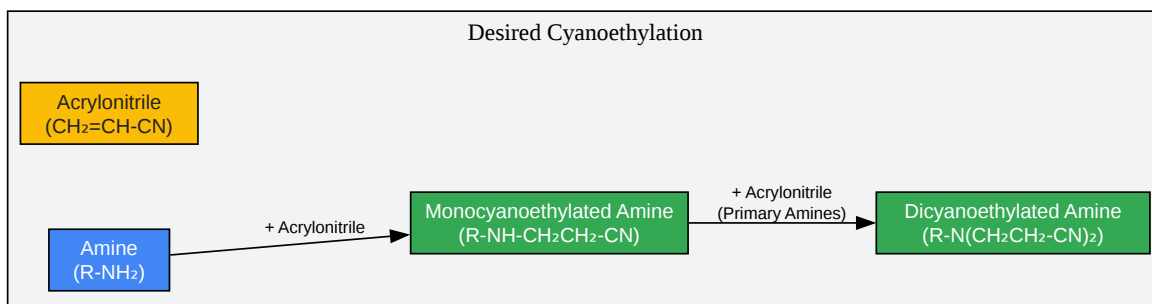 Desired Cyanoethylation
Acrylonitrile
(CH₂=CH-CN)
Amine
(R-NH₂)
+ Acrylonitrile
Monocyanoethylated Amine
(R-NH-CH₂CH₂-CN)
+ Acrylonitrile
(Primary Amines)
Dicyanoethylated Amine
(R-N(CH₂CH₂-CN)₂)